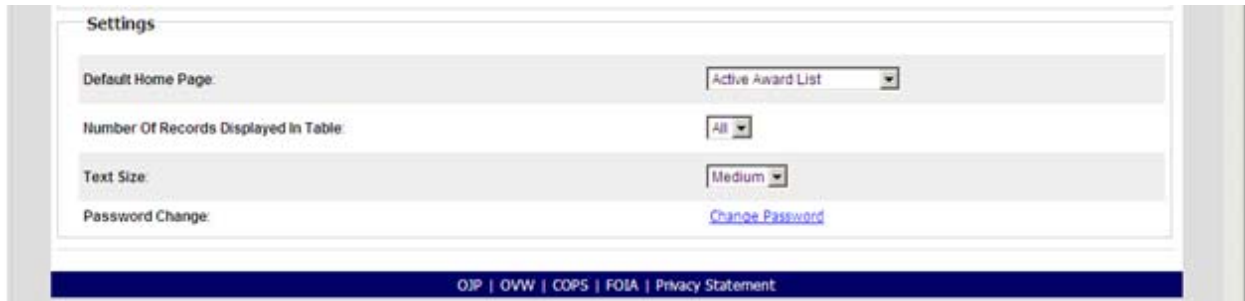 Settings
Default Home Page: Active Award List
Number Of Records Displayed In Table: All
Text Size: Medium
Password Change: Change Password
OJP | OVW | COPS | FOIA | Privacy Statement